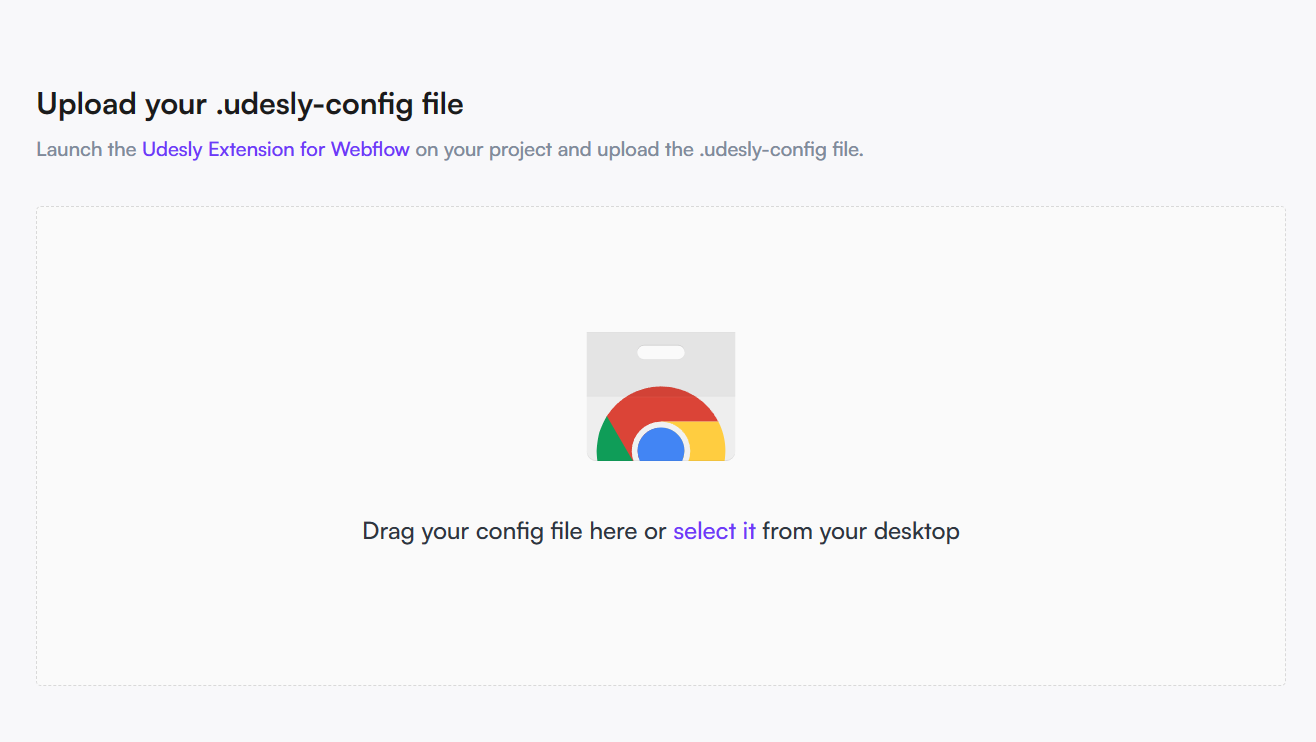 Upload your .udesly-config file
Launch the Udesly Extension for Webflow on your project and upload the .udesly-config file.
Drag your config file here or select it from your desktop